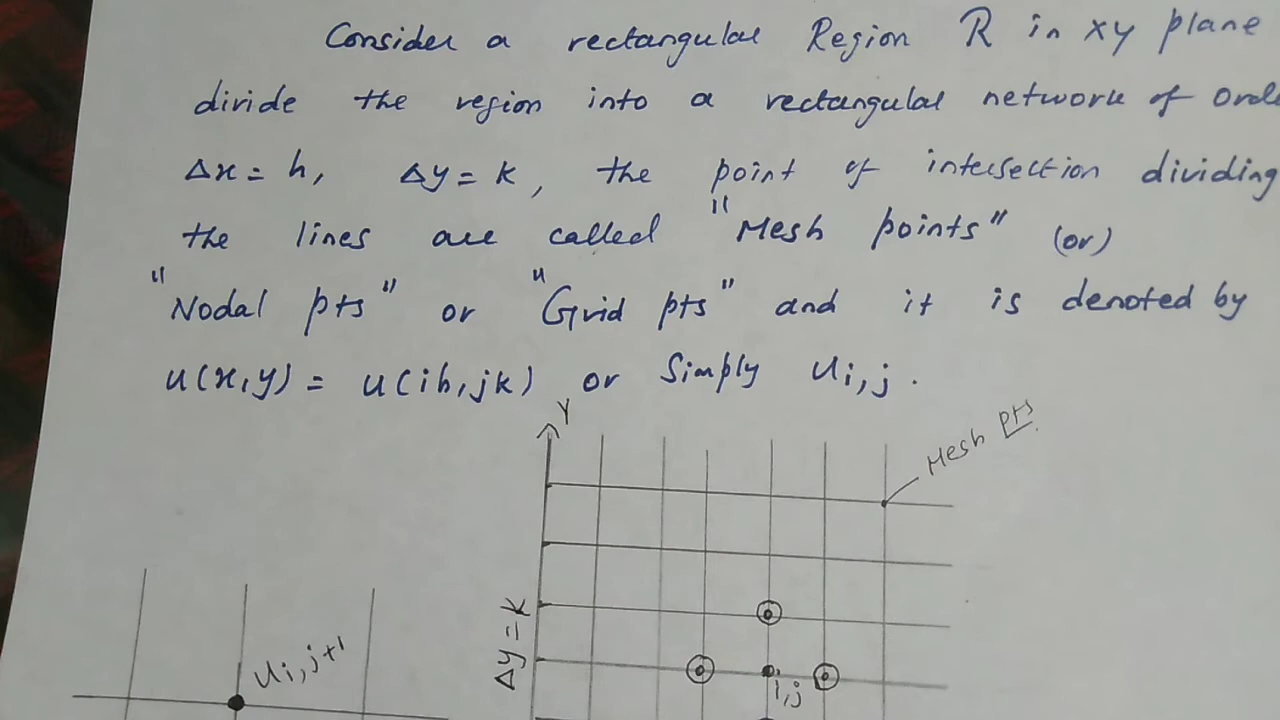 Consider a rectangular Region R in xy plane
divide the region into a rectangular network of
Δx = h, Δy = k, the point of intersection dividing
the lines are called "Mesh points" (or)
"Nodal pts" or "Grid pts" and it is denoted by
u(x,y) = u(ih,jk) or Simply ui,j.
Y
Mesh pts.
Δy = k
ui,j+1
i,j